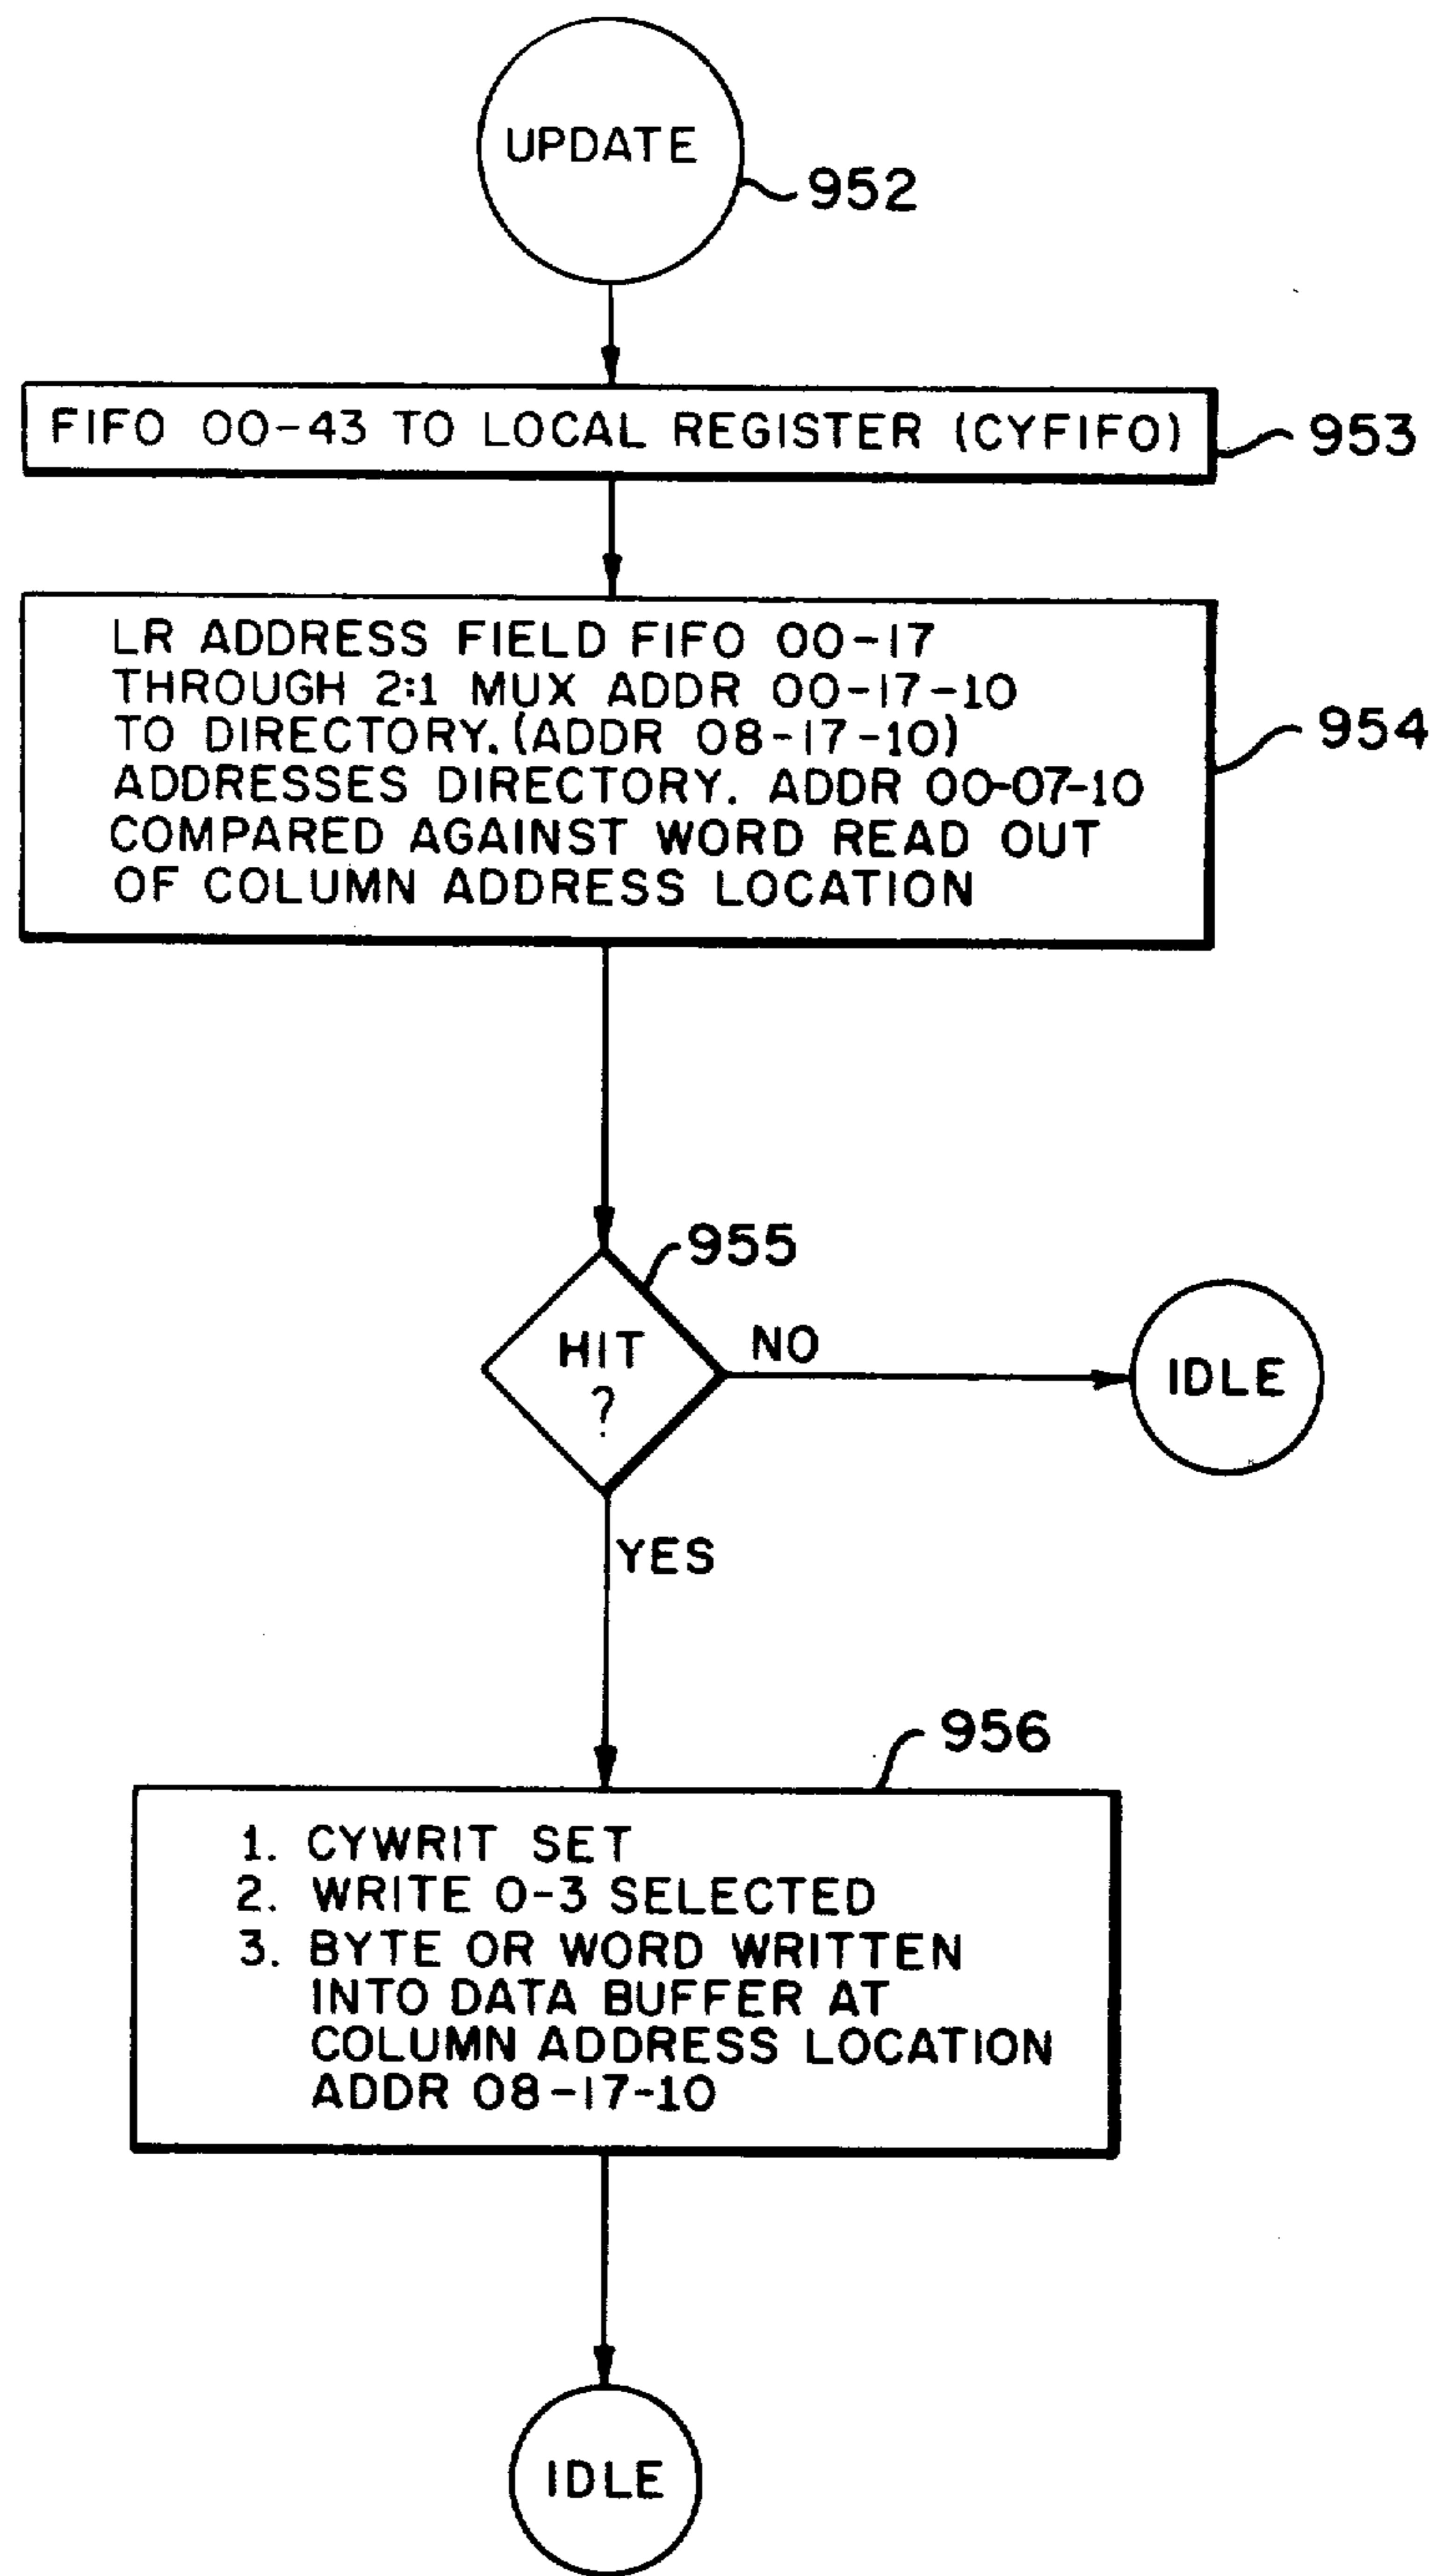 UPDATE
952
FIFO 00-43 TO LOCAL REGISTER (CYFIFO)
953
LR ADDRESS FIELD FIFO 00-17
THROUGH 2:1 MUX ADDR 00-17-10
TO DIRECTORY. (ADDR 08-17-10)
ADDRESSES DIRECTORY. ADDR 00-07-10
COMPARED AGAINST WORD READ OUT
OF COLUMN ADDRESS LOCATION
954
955
HIT
?
NO
IDLE
YES
956
1. CYWRIT SET
2. WRITE 0-3 SELECTED
3. BYTE OR WORD WRITTEN
INTO DATA BUFFER AT
COLUMN ADDRESS LOCATION
ADDR 08-17-10
IDLE